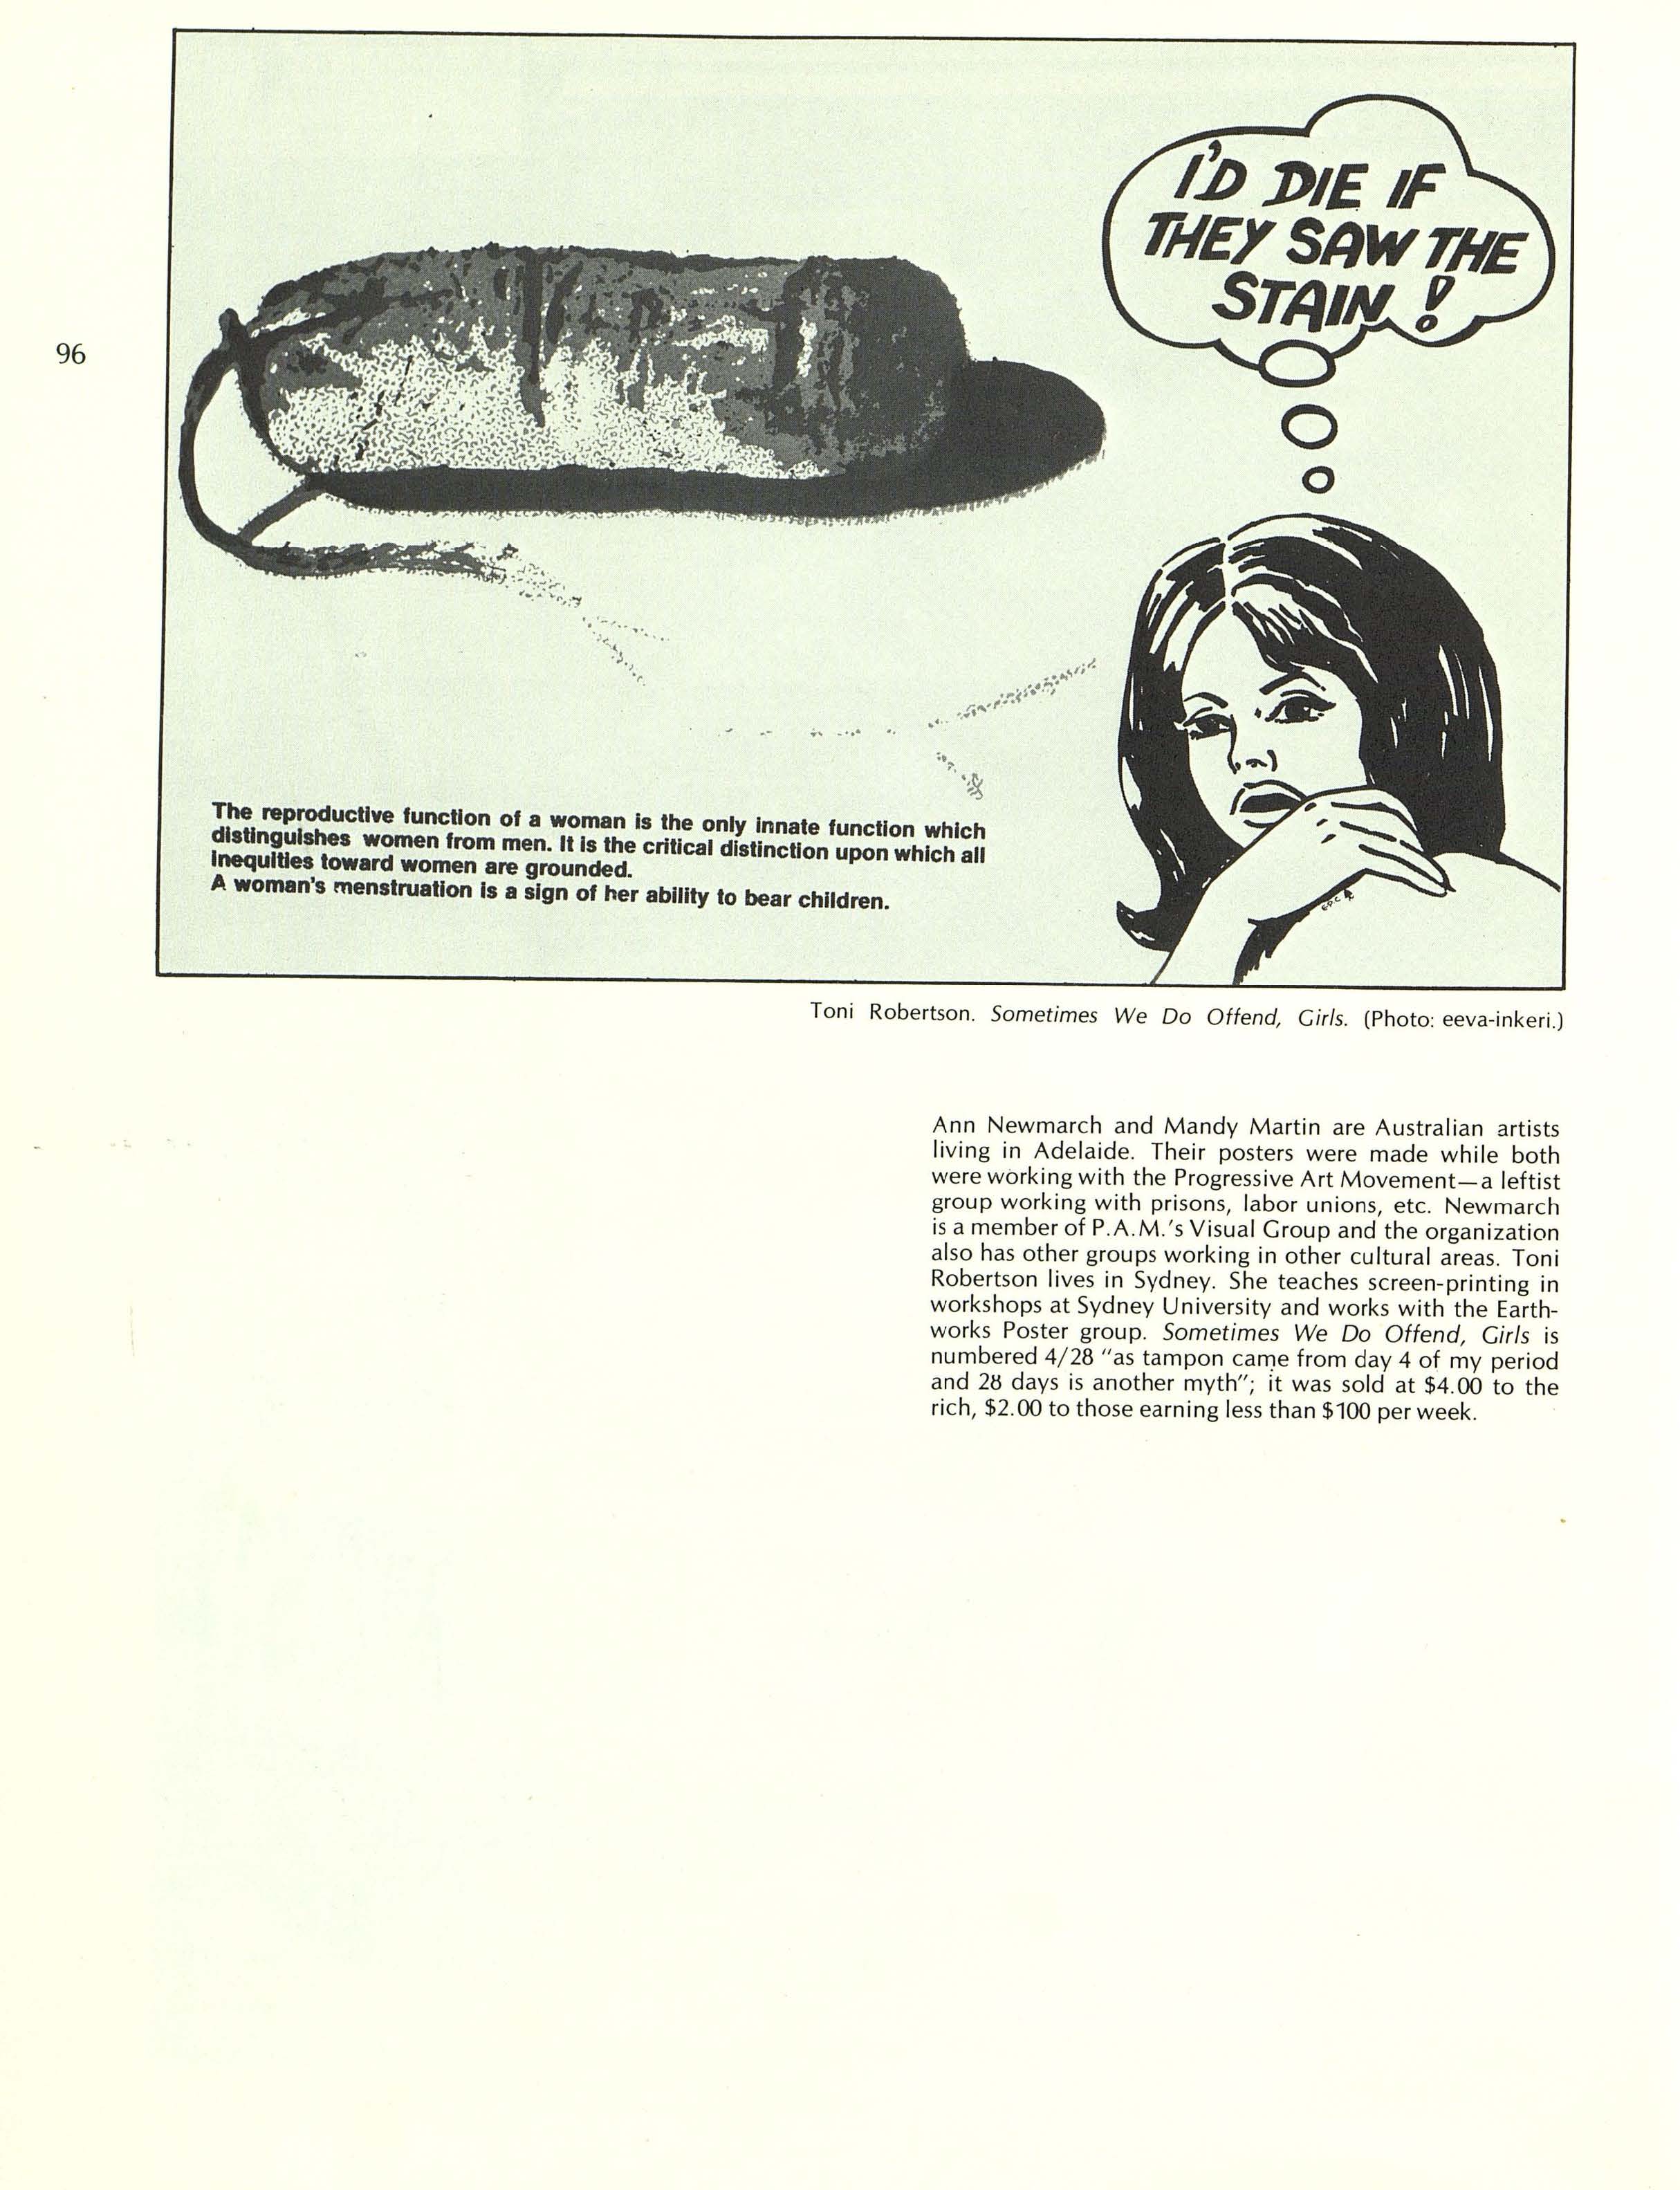 I'D DIE IF
THEY SAW THE
STAIN!
96
The reproductive function of a woman is the only innate function which
distinguishes women from men. It is the critical distinction upon which all
inequities toward women are grounded.
A woman's menstruation is a sign of her ability to bear children.
E.P.C
Toni Robertson. Sometimes We Do Offend, Girls. (Photo: eeva-inkeri.)
Ann Newmarch and Mandy Martin are Australian artists
living in Adelaide. Their posters were made while both
were working with the Progressive Art Movement—a leftist
group working with prisons, labor unions, etc. Newmarch
is a member of P.A.M.'s Visual Group and the organization
also has other groups working in other cultural areas. Toni
Robertson lives in Sydney. She teaches screen-printing in
workshops at Sydney University and works with the Earth-
works Poster group. Sometimes We Do Offend, Girls is
numbered 4/28 "as tampon came from day 4 of my period
and 28 days is another myth"; it was sold at $4.00 to the
rich, $2.00 to those earning less than $100 per week.